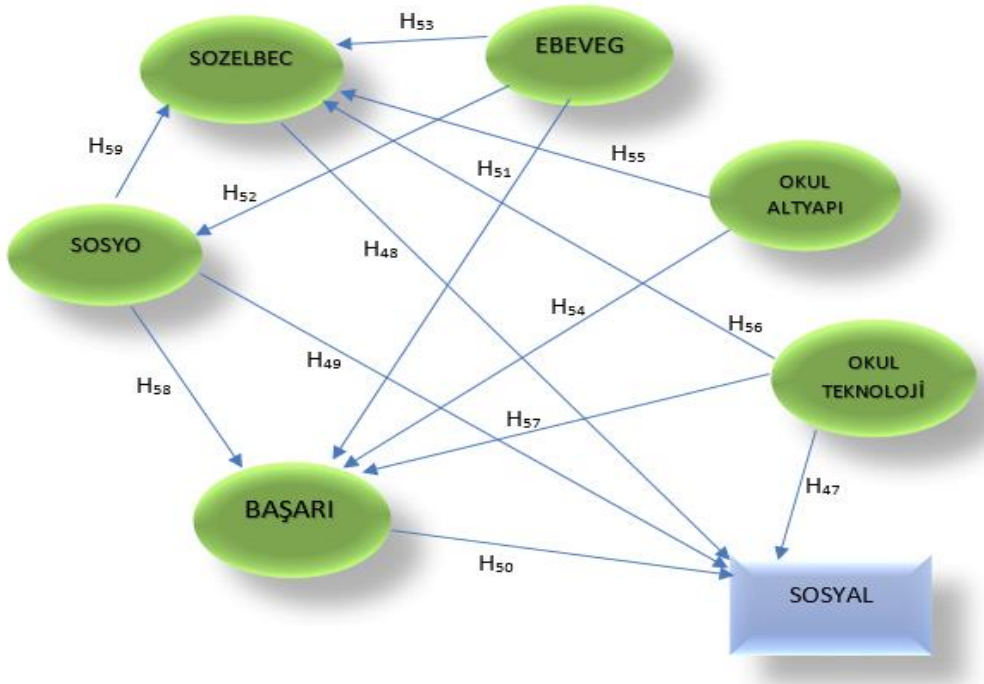 H₅₃
EBEVEG
SOZELBEC
H₅₉
H₅₁
H₅₅
H₅₂
OKUL
ALTYAPI
SOSYO
H₄₈
H₅₄
H₅₆
H₅₈
H₄₉
OKUL
TEKNOLOJİ
H₅₇
H₄₇
BAŞARI
H₅₀
SOSYAL